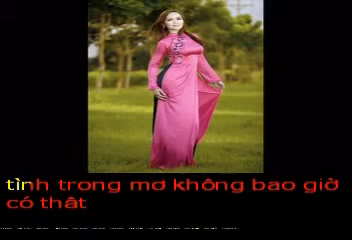 tình trong mơ không bao giờ
có thật